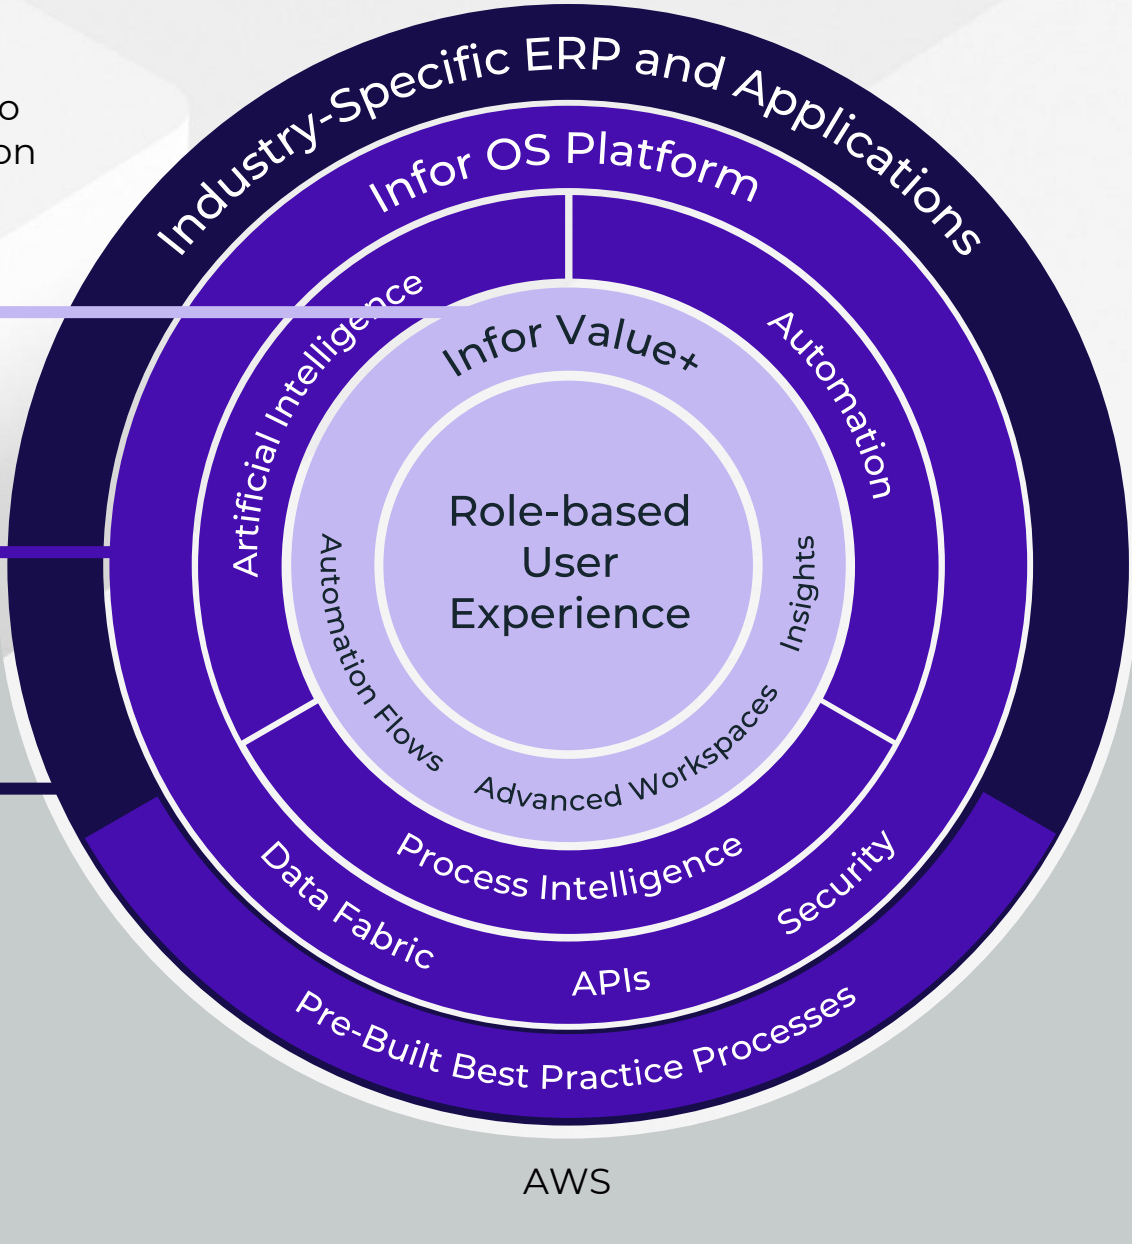 o
on
Industry-Specific ERP and Applications
Infor OS Platform
Artificial Intelligence
Automation
Infor Value+
Role-based
User
Experience
Automation Flows
Advanced Workspaces
Insights
Process Intelligence
Data Fabric
APIs
Security
Pre-Built Best Practice Processes
AWS